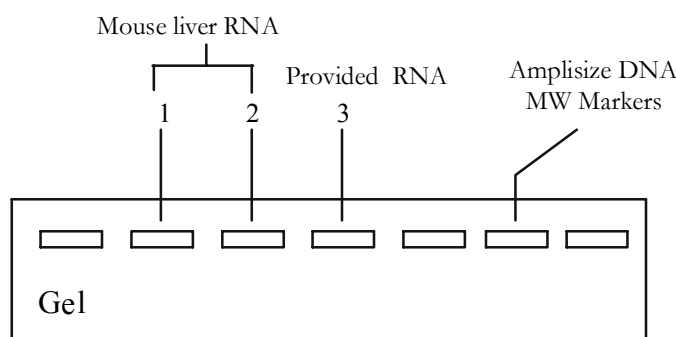 Mouse liver RNA
Provided RNA
Amplisize DNA
MW Markers
1
2
3
Gel